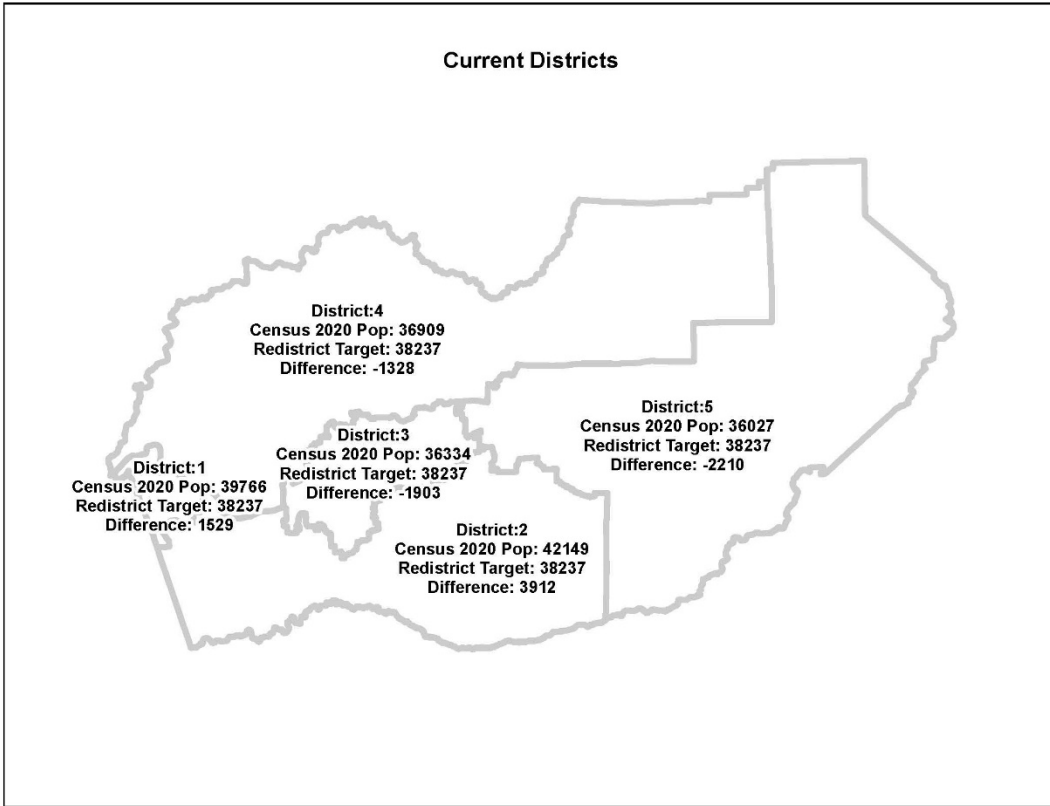 Current Districts
District:4
Census 2020 Pop: 36909
Redistrict Target: 38237
Difference: -1328
District:3
Census 2020 Pop: 36334
Redistrict Target: 38237
Difference: -1903
District:5
Census 2020 Pop: 36027
Redistrict Target: 38237
Difference: -2210
District:1
Census 2020 Pop: 39766
Redistrict Target: 38237
Difference: 1529
District:2
Census 2020 Pop: 42149
Redistrict Target: 38237
Difference: 3912